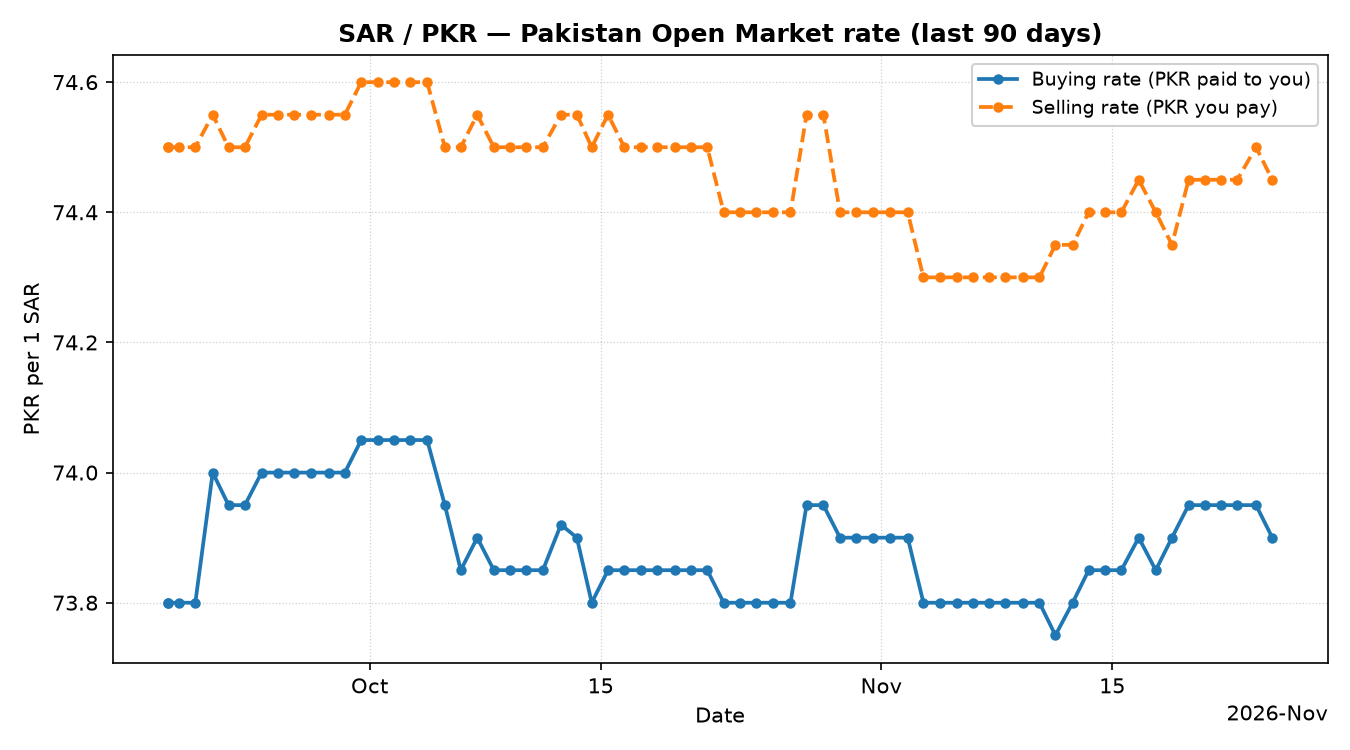 SAR / PKR — Pakistan Open Market rate (last 90 days)
Buying rate (PKR paid to you)
Selling rate (PKR you pay)
PKR per 1 SAR
74.6
74.4
74.2
74.0
73.8
Oct
15
Nov
15
Date
2026-Nov